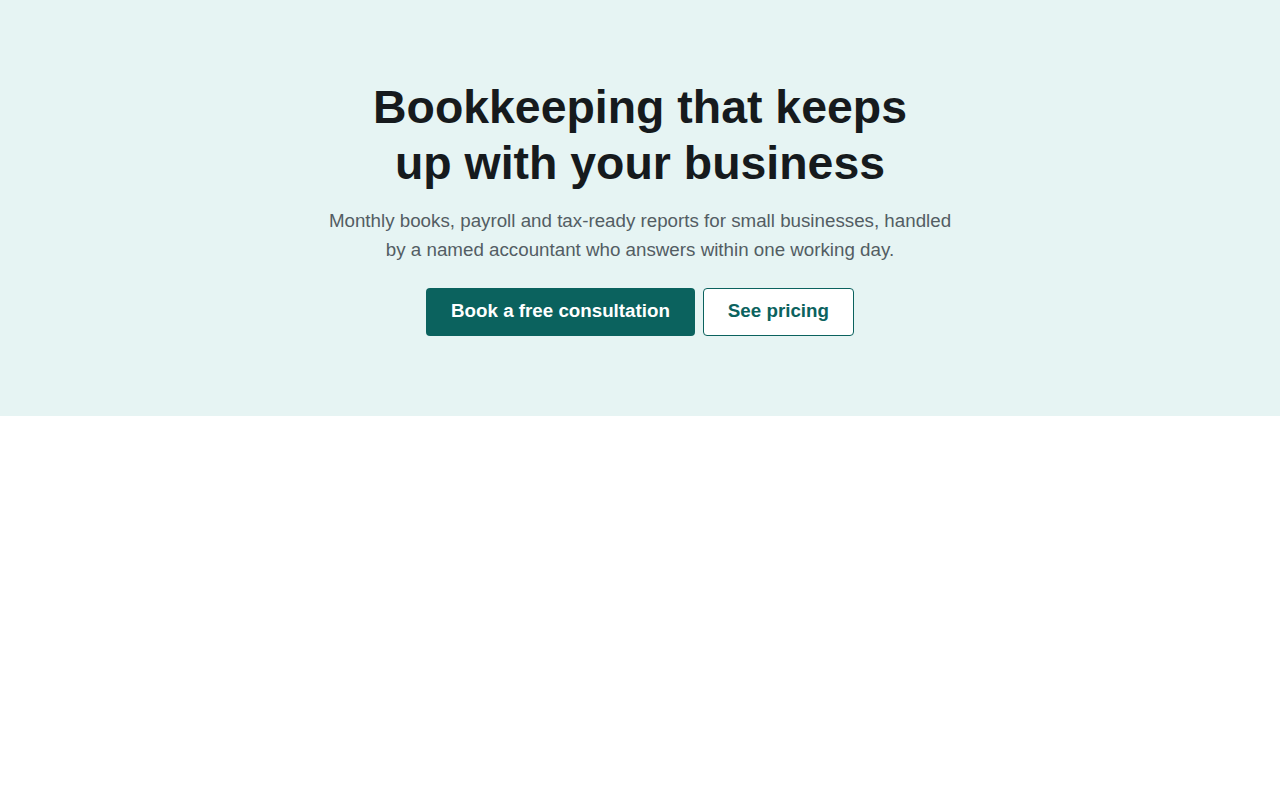 Bookkeeping that keeps
up with your business
Monthly books, payroll and tax-ready reports for small businesses, handled
by a named accountant who answers within one working day.
Book a free consultation
See pricing